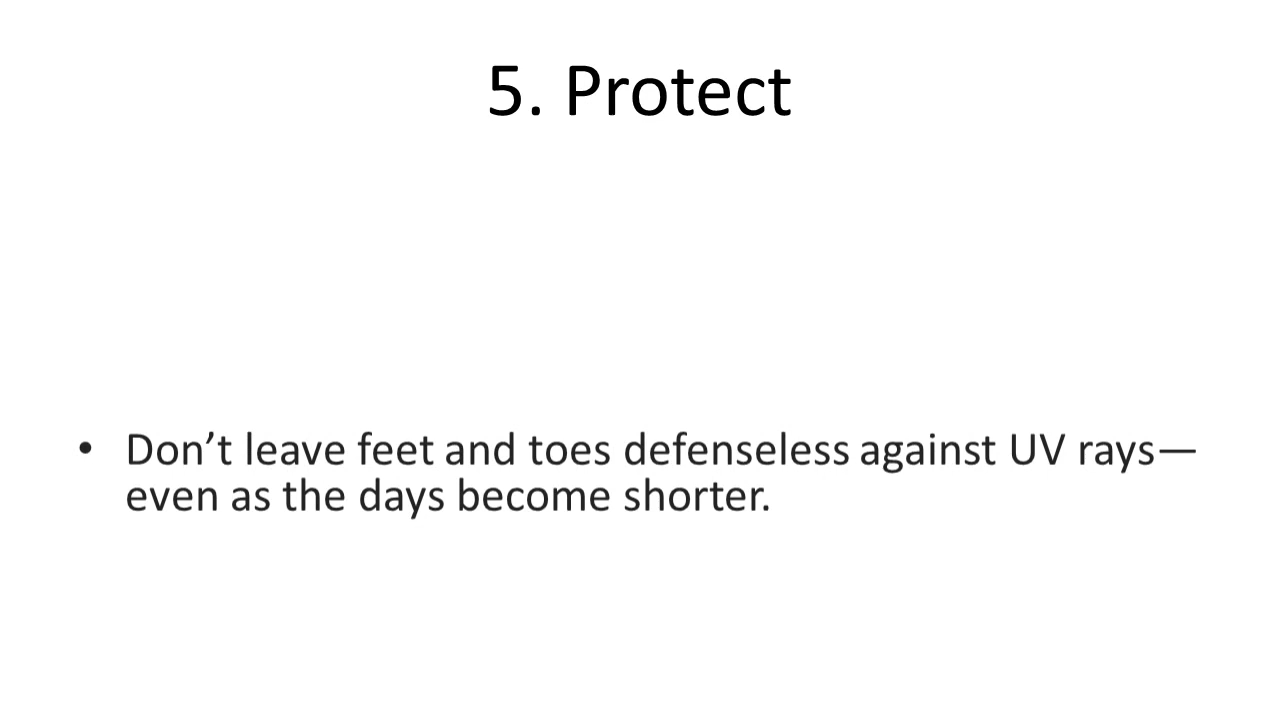 5. Protect
• Don’t leave feet and toes defenseless against UV rays—
even as the days become shorter.